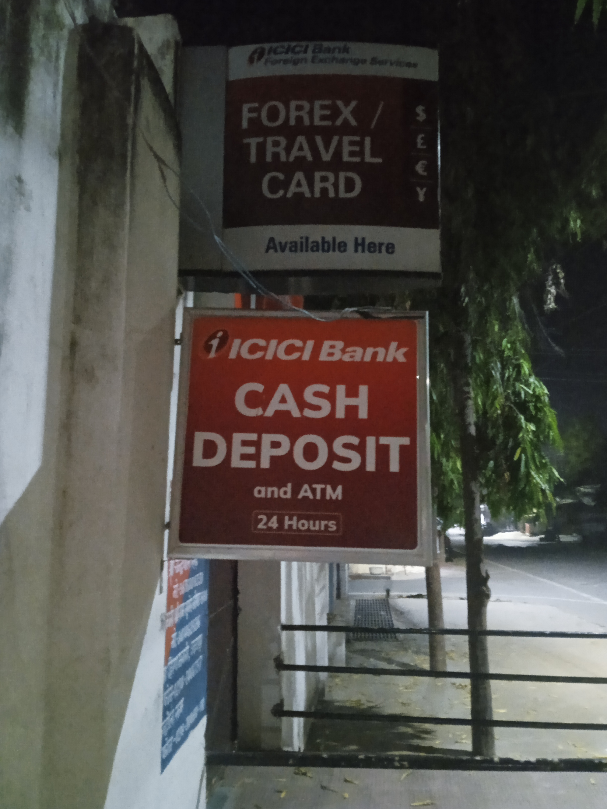 ICICI Bank
Foreign Exchange Services
FOREX /
TRAVEL
CARD
$
£
€
¥
Available Here
ICICI Bank
CASH
DEPOSIT
and ATM
24 Hours